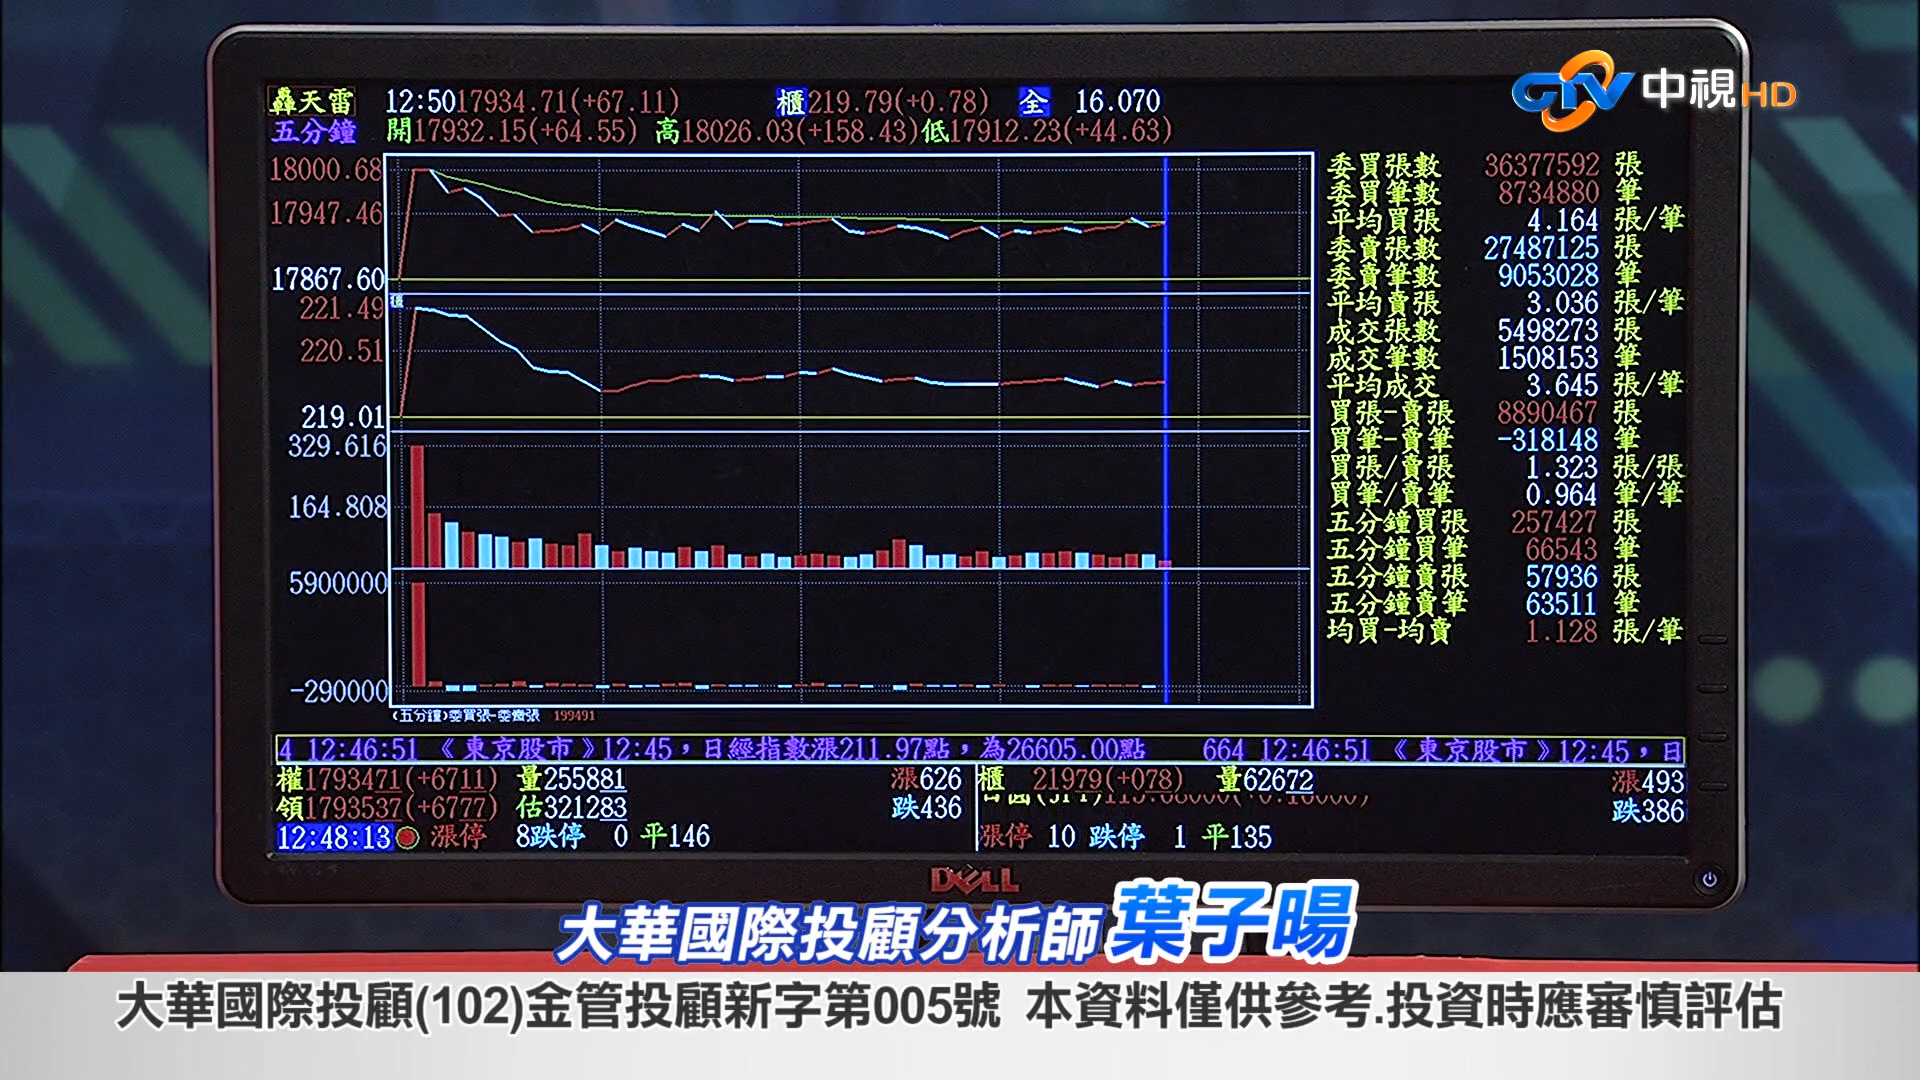 CTV 中視HD
轟天雷 12:50 17934.71(+67.11) 櫃219.79(+0.78) 全 16.070
五分鐘 開17932.15(+64.55) 高18026.03(+158.43)低17912.23(+44.63)
18000.68
17947.46
17867.60
221.49
220.51
219.01
329.616
164.808
5900000
-290000
委買張數 36377592 張
委買筆數 8734880 筆
平均買張 4.164 張/筆
委賣張數 27487125 張
委賣筆數 9053028 筆
平均賣張 3.036 張/筆
成交張數 5498273 張
成交筆數 1508153 筆
平均成交 3.645 張/筆
買張-賣張 8890467 張
買筆-賣筆 -318148 筆
買張/賣張 1.323 張/張
買筆/賣筆 0.964 筆/筆
五分鐘買張 257427 張
五分鐘買筆 66543 筆
五分鐘賣張 57936 張
五分鐘賣筆 63511 筆
均買-均賣 1.128 張/筆
(五分鐘)委買張-委賣張 199491
4 12:46:51 《東京股市》12:45，日經指數漲211.97點，為26605.00點 664 12:46:51 《東京股市》12:45，日
權1793471(+6711) 量255881 漲626
領1793537(+6777) 估321283 跌436
12:48:13 漲停 8跌停 0 平146
櫃 21979(+078) 量62672 漲493
跌386
漲停 10 跌停 1 平135
DELL
大華國際投顧分析師 葉子暘
大華國際投顧(102)金管投顧新字第005號 本資料僅供參考.投資時應審慎評估